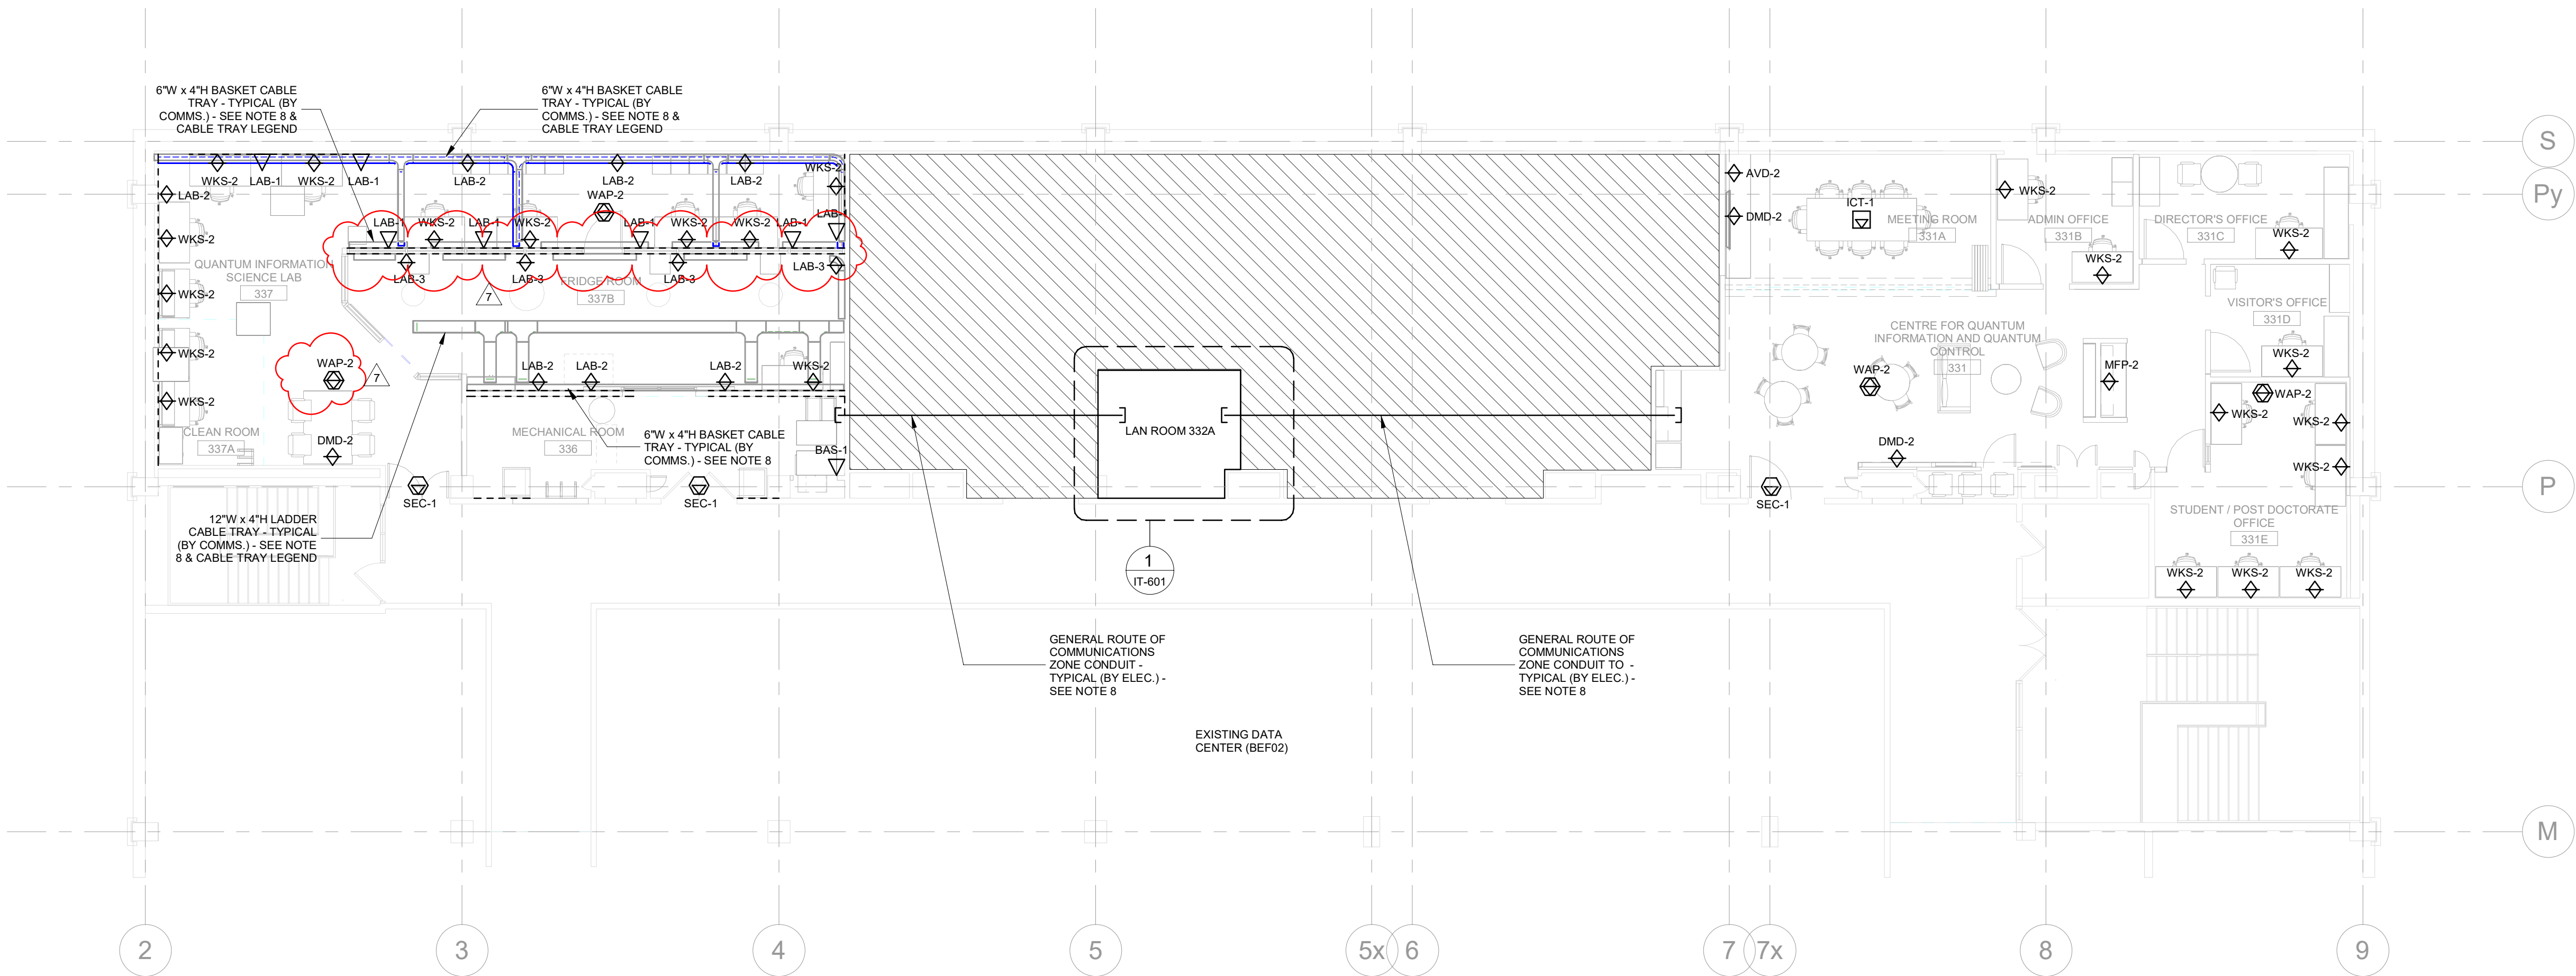 6"W x 4"H BASKET CABLE
TRAY - TYPICAL (BY
COMMS.) - SEE NOTE 8 &
CABLE TRAY LEGEND
6"W x 4"H BASKET CABLE
TRAY - TYPICAL (BY
COMMS.) - SEE NOTE 8 &
CABLE TRAY LEGEND
S
Py
P
M
WKS-2
LAB-1
WKS-2
LAB-1
LAB-2
LAB-2
LAB-2
WKS-2
LAB-2
WAP-2
LAB-1
WKS-2
LAB-1
WKS-2
LAB-1
WKS-2
WKS-2
LAB-1
LAB-1
WKS-2
QUANTUM INFORMATION
SCIENCE LAB
337
LAB-3
LAB-3
LAB-3
LAB-3
7
FRIDGE ROOM
337B
WKS-2
WKS-2
WAP-2
7
LAB-2
LAB-2
LAB-2
WKS-2
WKS-2
CLEAN ROOM
337A
DMD-2
MECHANICAL ROOM
336
6"W x 4"H BASKET CABLE
TRAY - TYPICAL (BY
COMMS.) - SEE NOTE 8
BAS-1
SEC-1
SEC-1
12"W x 4"H LADDER
CABLE TRAY - TYPICAL
(BY COMMS.) - SEE NOTE
8 & CABLE TRAY LEGEND
LAN ROOM 332A
1
IT-601
GENERAL ROUTE OF
COMMUNICATIONS
ZONE CONDUIT -
TYPICAL (BY ELEC.) -
SEE NOTE 8
GENERAL ROUTE OF
COMMUNICATIONS
ZONE CONDUIT TO -
TYPICAL (BY ELEC.) -
SEE NOTE 8
EXISTING DATA
CENTER (BEF02)
AVD-2
DMD-2
ICT-1
MEETING ROOM
331A
WKS-2
ADMIN OFFICE
331B
WKS-2
DIRECTOR'S OFFICE
331C
WKS-2
VISITOR'S OFFICE
331D
WKS-2
CENTRE FOR QUANTUM
INFORMATION AND QUANTUM
CONTROL
331
WAP-2
MFP-2
WAP-2
WKS-2
WKS-2
WKS-2
DMD-2
SEC-1
STUDENT / POST DOCTORATE
OFFICE
331E
WKS-2
WKS-2
WKS-2
2
3
4
5
5x
6
7
7x
8
9